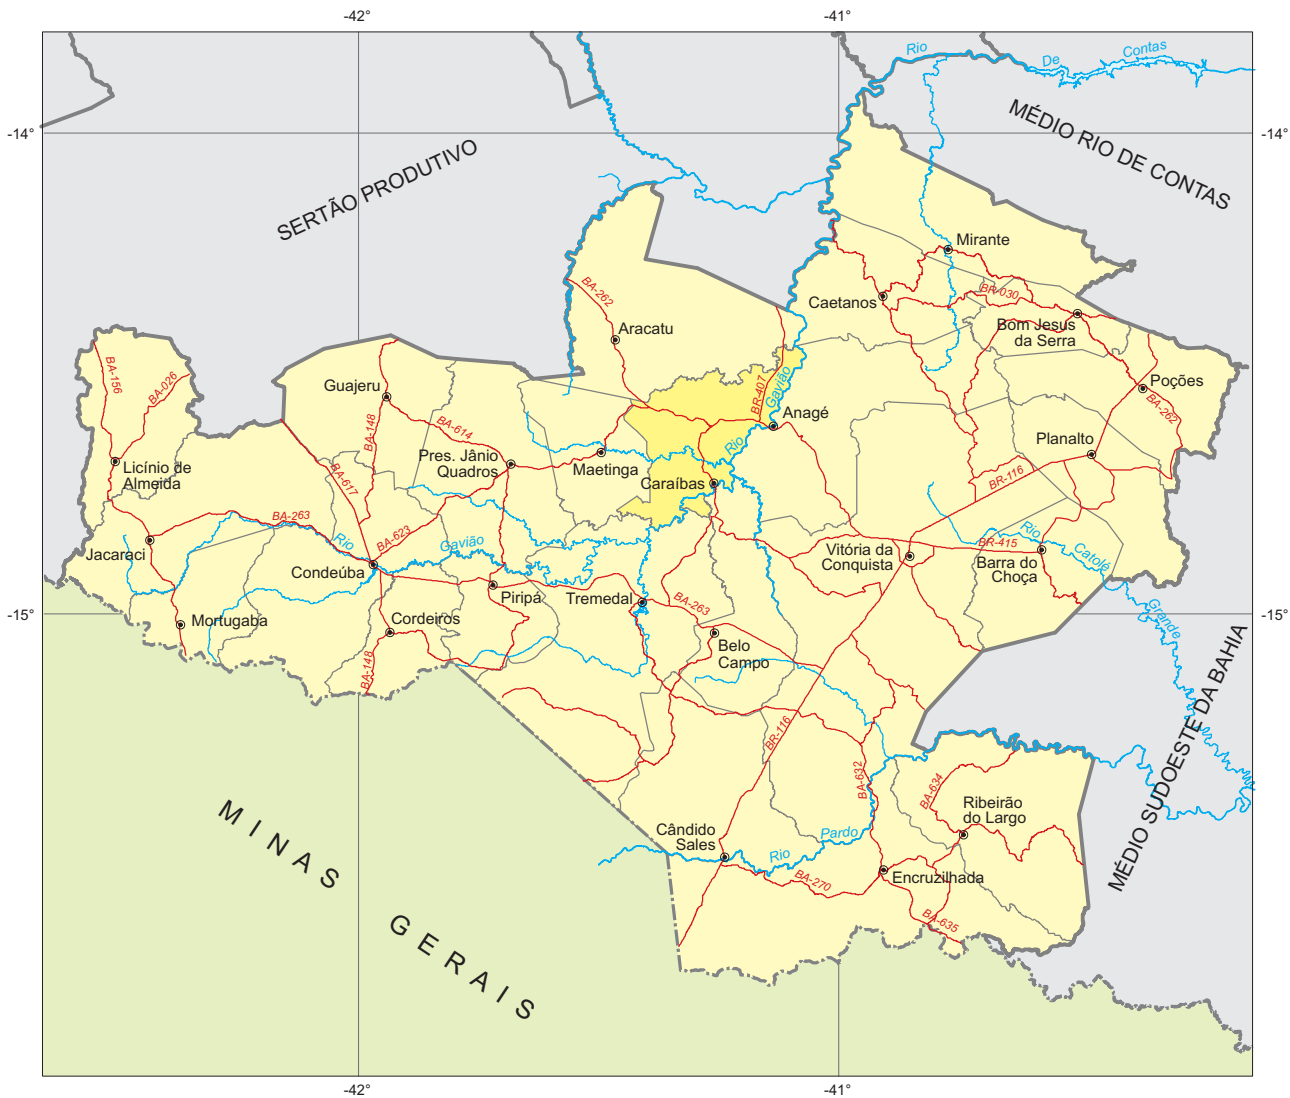 -42°
-41°
Rio
De
Contas
-14°
-14°
MÉDIO RIO DE CONTAS
SERTÃO PRODUTIVO
Mirante
BA-262
Caetanos
BR-030
Aracatu
Bom Jesus
da Serra
BA-156
BA-026
Guajeru
BR-407
Gavião
Poções
BA-262
Anagé
BA-148
BA-614
Rio
Planalto
Licínio de
Almeida
Pres. Jânio
Quadros
Maetinga
BA-617
Caraíbas
BR-116
BA-263
Jacaraci
Rio
BA-623
Gavião
Rio
BR-415
Catolé
Vitória da
Conquista
Barra do
Choça
Condeúba
Piripá
Tremedal
BA-263
Grande
-15°
-15°
Mortugaba
Cordeiros
Belo
Campo
BA-148
MÉDIO SUDOESTE DA BAHIA
BR-116
BA-632
BA-634
Ribeirão
do Largo
MINAS GERAIS
Cândido
Sales
Rio
Pardo
BA-270
Encruzilhada
BA-635
-42°
-41°